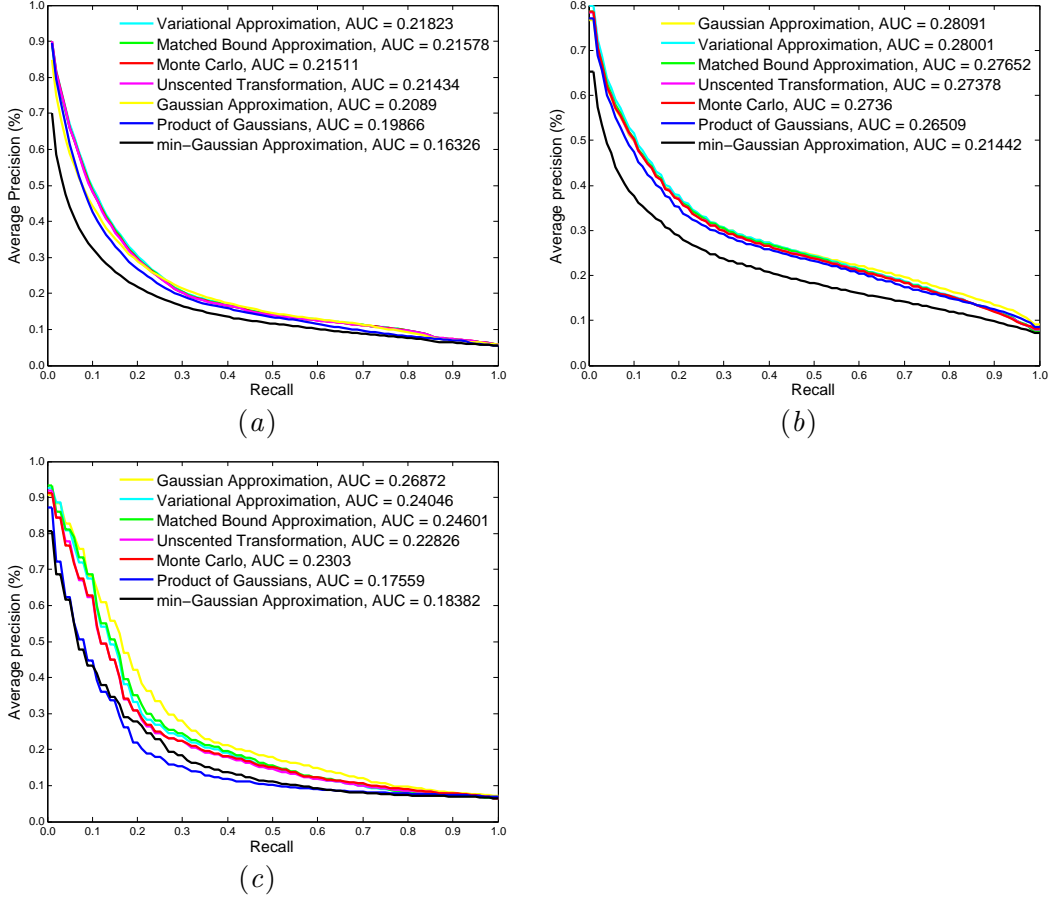 Variational Approximation, AUC = 0.21823
Matched Bound Approximation, AUC = 0.21578
Monte Carlo, AUC = 0.21511
Unscented Transformation, AUC = 0.21434
Gaussian Approximation, AUC = 0.2089
Product of Gaussians, AUC = 0.19866
min−Gaussian Approximation, AUC = 0.16326
Average Precision (%)
1.0
0.9
0.8
0.7
0.6
0.5
0.4
0.3
0.2
0.1
0.0
0.0 0.1 0.2 0.3 0.4 0.5 0.6 0.7 0.8 0.9 1.0
Recall
(a)
Gaussian Approximation, AUC = 0.28091
Variational Approximation, AUC = 0.28001
Matched Bound Approximation, AUC = 0.27652
Unscented Transformation, AUC = 0.27378
Monte Carlo, AUC = 0.2736
Product of Gaussians, AUC = 0.26509
min−Gaussian Approximation, AUC = 0.21442
Average precision (%)
0.8
0.7
0.6
0.5
0.4
0.3
0.2
0.1
0.0
0.0 0.1 0.2 0.3 0.4 0.5 0.6 0.7 0.8 0.9 1.0
Recall
(b)
Gaussian Approximation, AUC = 0.26872
Variational Approximation, AUC = 0.24046
Matched Bound Approximation, AUC = 0.24601
Unscented Transformation, AUC = 0.22826
Monte Carlo, AUC = 0.2303
Product of Gaussians, AUC = 0.17559
min−Gaussian Approximation, AUC = 0.18382
Average precision (%)
1.0
0.9
0.8
0.7
0.6
0.5
0.4
0.3
0.2
0.1
0.0
0.0 0.1 0.2 0.3 0.4 0.5 0.6 0.7 0.8 0.9 1.0
Recall
(c)